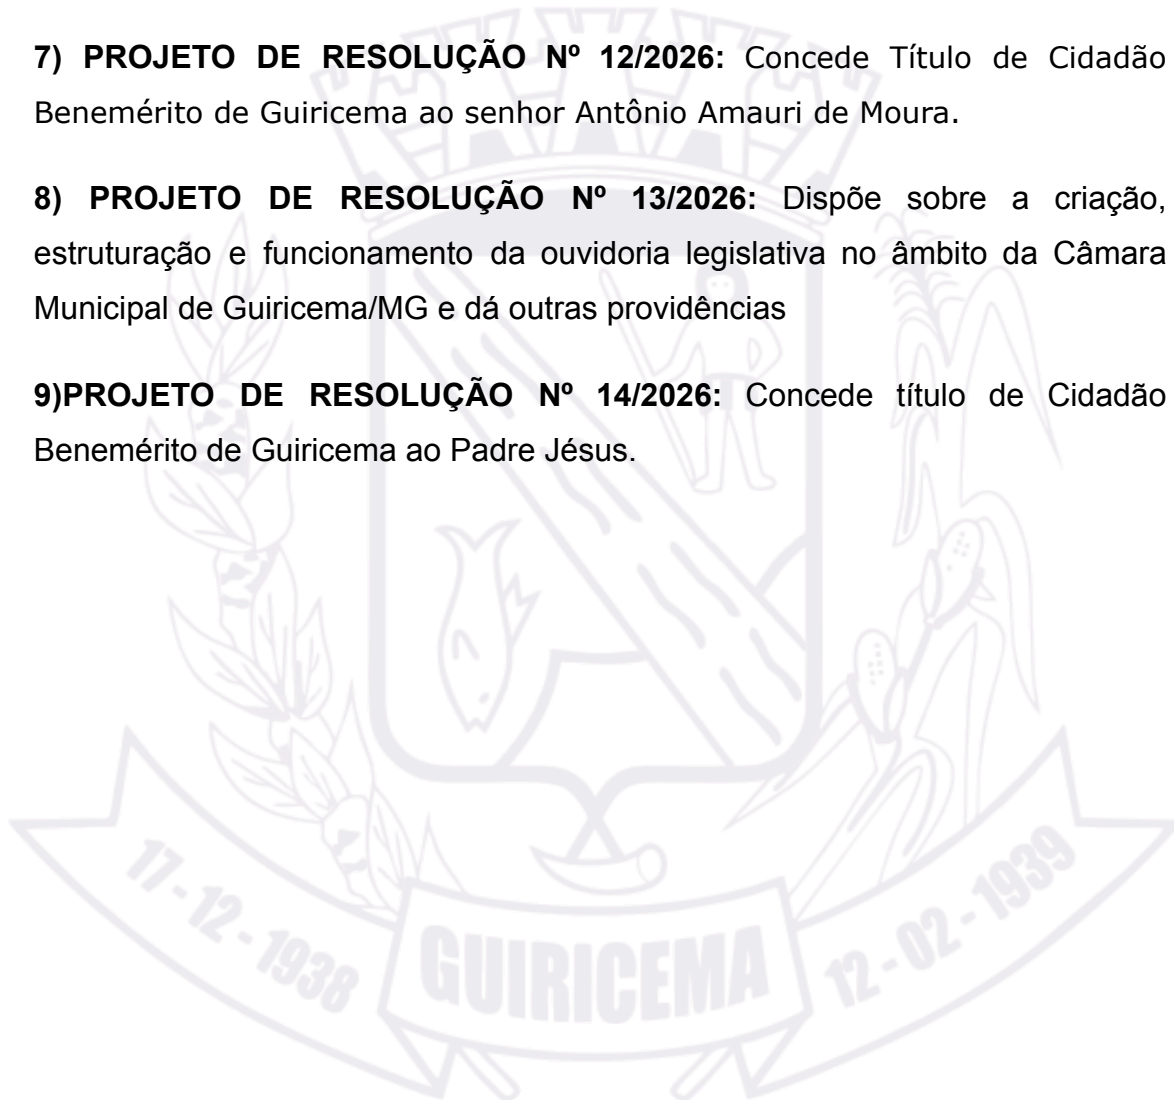 7) PROJETO DE RESOLUÇÃO Nº 12/2026: Concede Título de Cidadão
Benemérito de Guiricema ao senhor Antônio Amauri de Moura.
8) PROJETO DE RESOLUÇÃO Nº 13/2026: Dispõe sobre a criação,
estruturação e funcionamento da ouvidoria legislativa no âmbito da Câmara
Municipal de Guiricema/MG e dá outras providências
9)PROJETO DE RESOLUÇÃO Nº 14/2026: Concede título de Cidadão
Benemérito de Guiricema ao Padre Jésus.
17-12-1938
GUIRICEMA
12-02-1939